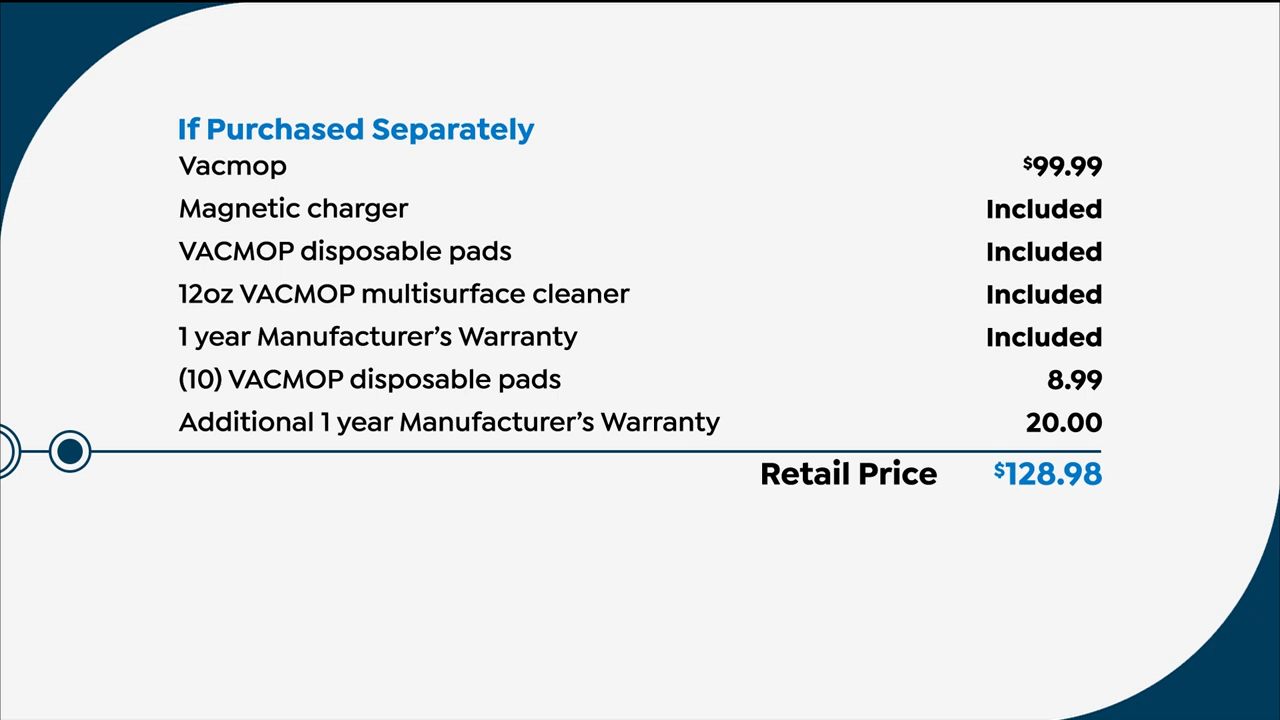 If Purchased Separately
Vacmop $99.99
Magnetic charger Included
VACMOP disposable pads Included
12oz VACMOP multisurface cleaner Included
1 year Manufacturer’s Warranty Included
(10) VACMOP disposable pads 8.99
Additional 1 year Manufacturer’s Warranty 20.00
Retail Price $128.98